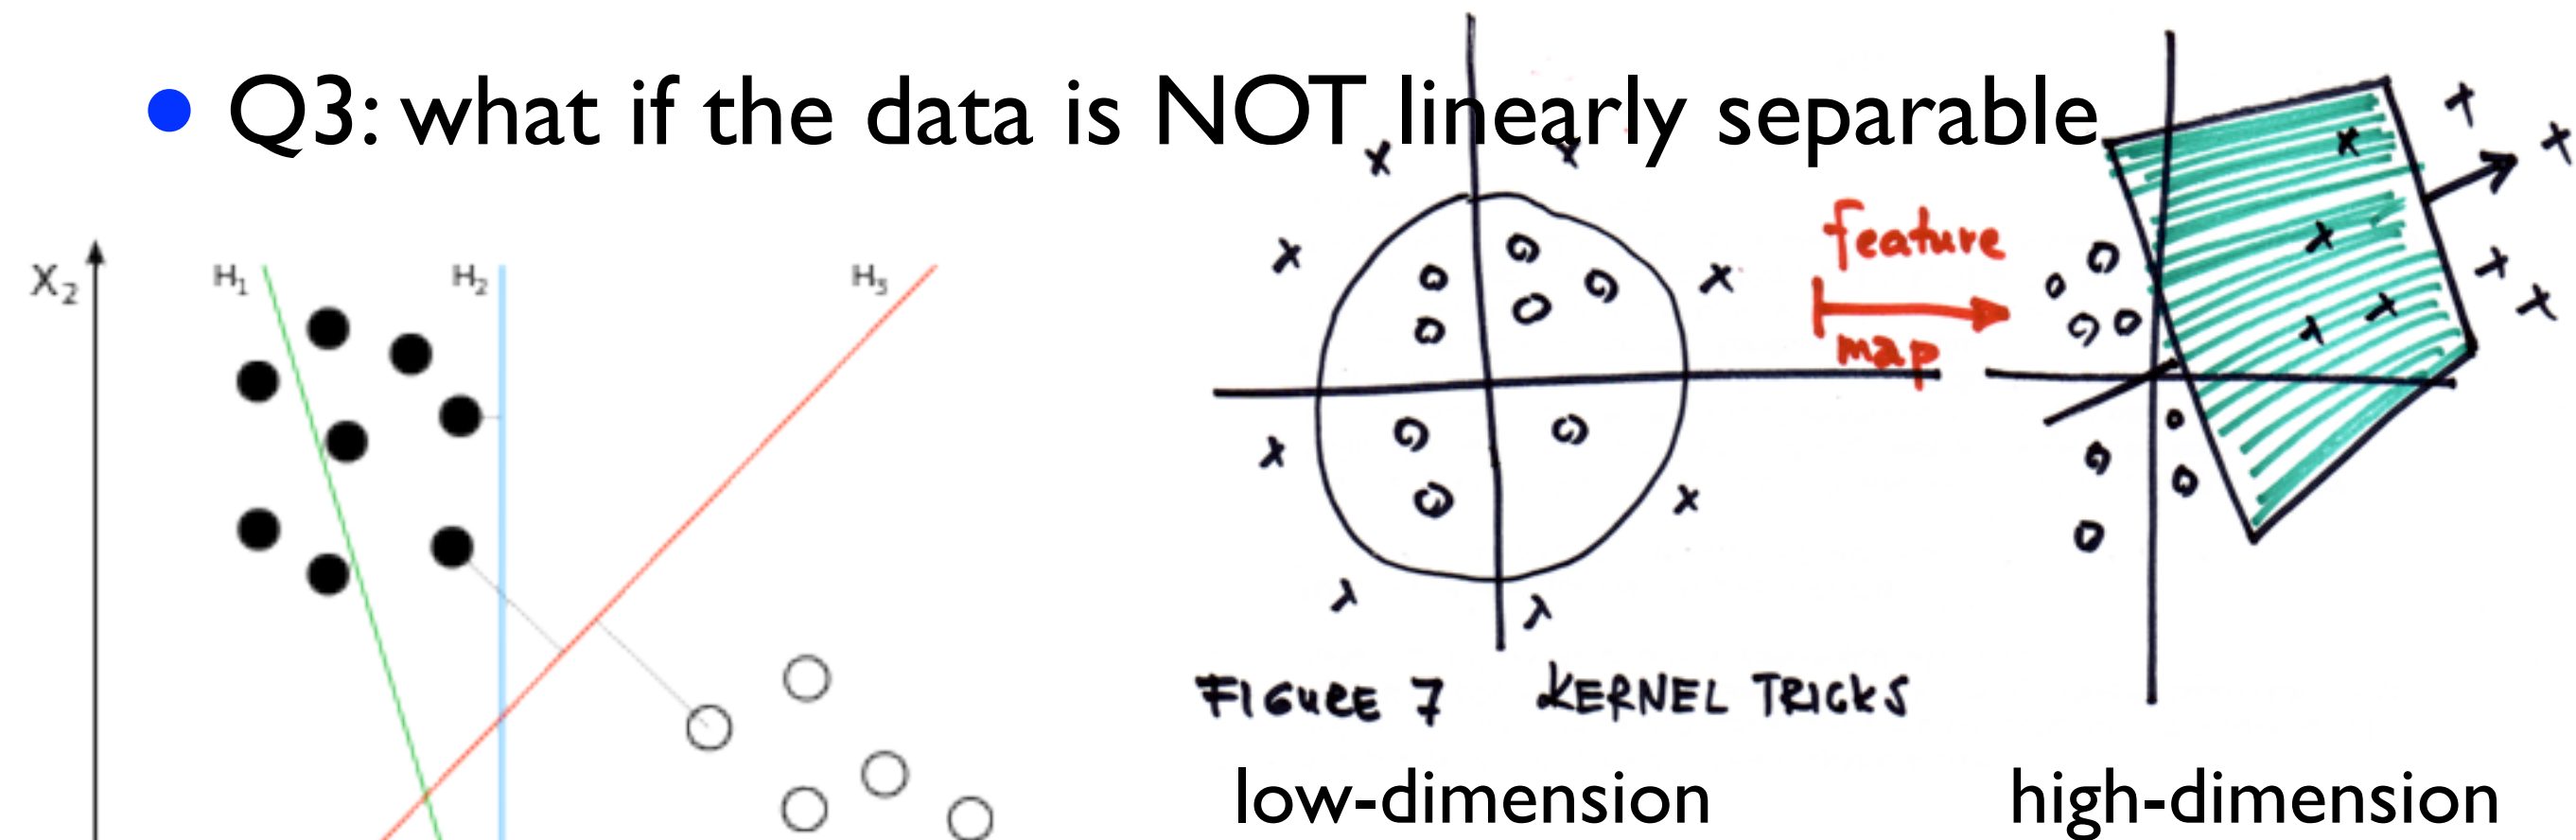 • Q3: what if the data is NOT linearly separable
X₂
H₁
H₂
H₃
feature
map
FIGURE 7 KERNEL TRICKS
low-dimension
high-dimension